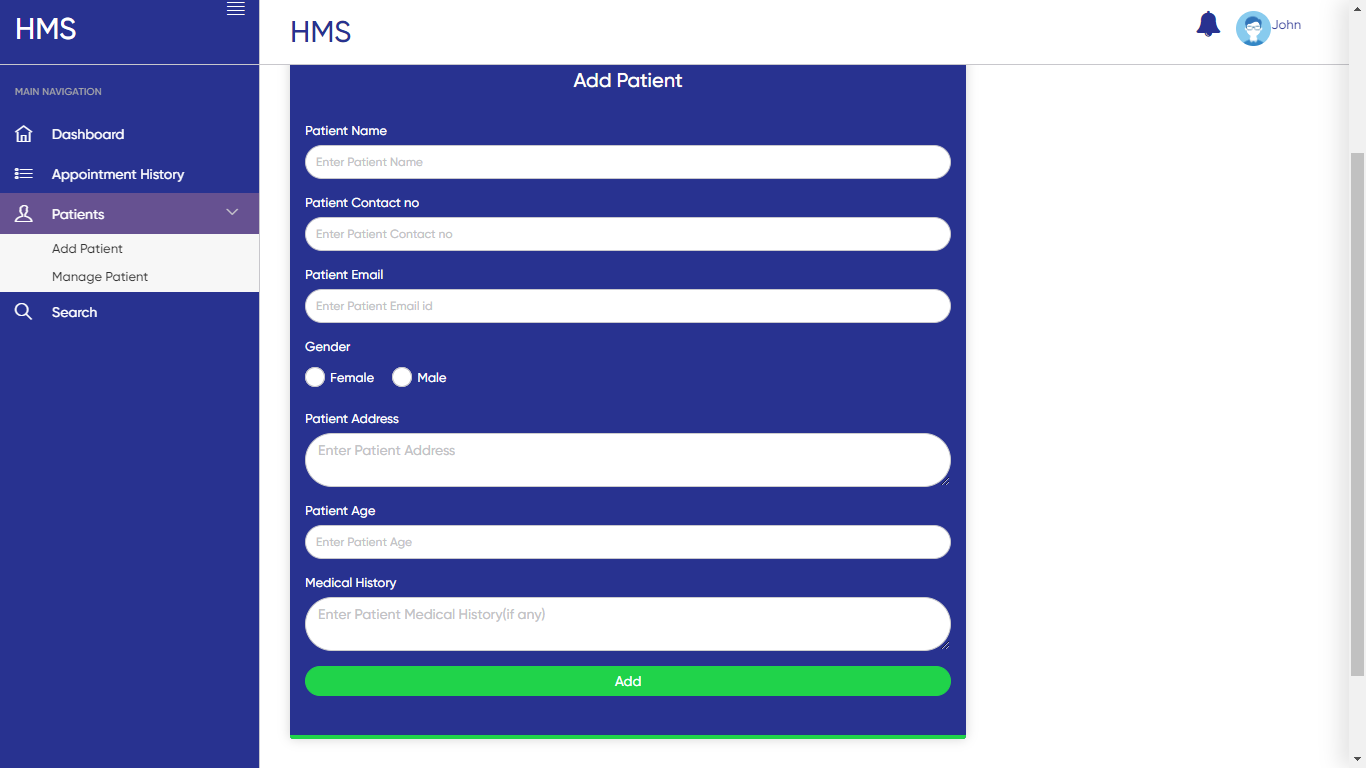 HMS
HMS
John
MAIN NAVIGATION
Dashboard
Appointment History
Patients
Add Patient
Manage Patient
Search
Add Patient
Patient Name
Enter Patient Name
Patient Contact no
Enter Patient Contact no
Patient Email
Enter Patient Email id
Gender
Female Male
Patient Address
Enter Patient Address
Patient Age
Enter Patient Age
Medical History
Enter Patient Medical History(if any)
Add